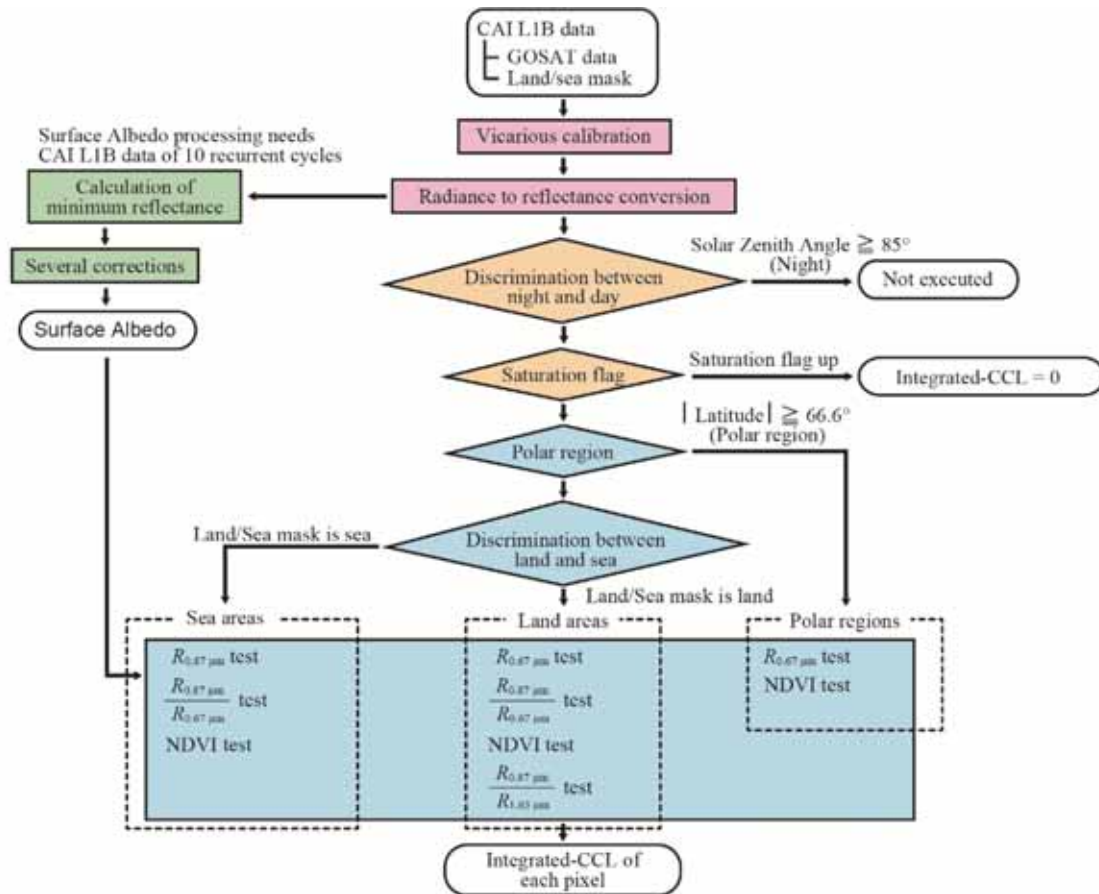 CAI L1B data
GOSAT data
Land/sea mask
Vicarious calibration
Surface Albedo processing needs
CAI L1B data of 10 recurrent cycles
Calculation of
minimum reflectance
Radiance to reflectance conversion
Several corrections
Surface Albedo
Discrimination between
night and day
Solar Zenith Angle ≧ 85°
(Night)
Not executed
Saturation flag
Saturation flag up
Integrated-CCL = 0
Polar region
| Latitude | ≧ 66.6°
(Polar region)
Discrimination between
land and sea
Land/Sea mask is sea
Land/Sea mask is land
Sea areas
R0.87 μm test
R0.87 μm
R0.67 μm
test
NDVI test
Land areas
R0.67 μm test
R0.87 μm
R0.67 μm
test
NDVI test
R0.87 μm
R1.63 μm
test
Polar regions
R0.67 μm test
NDVI test
Integrated-CCL of
each pixel